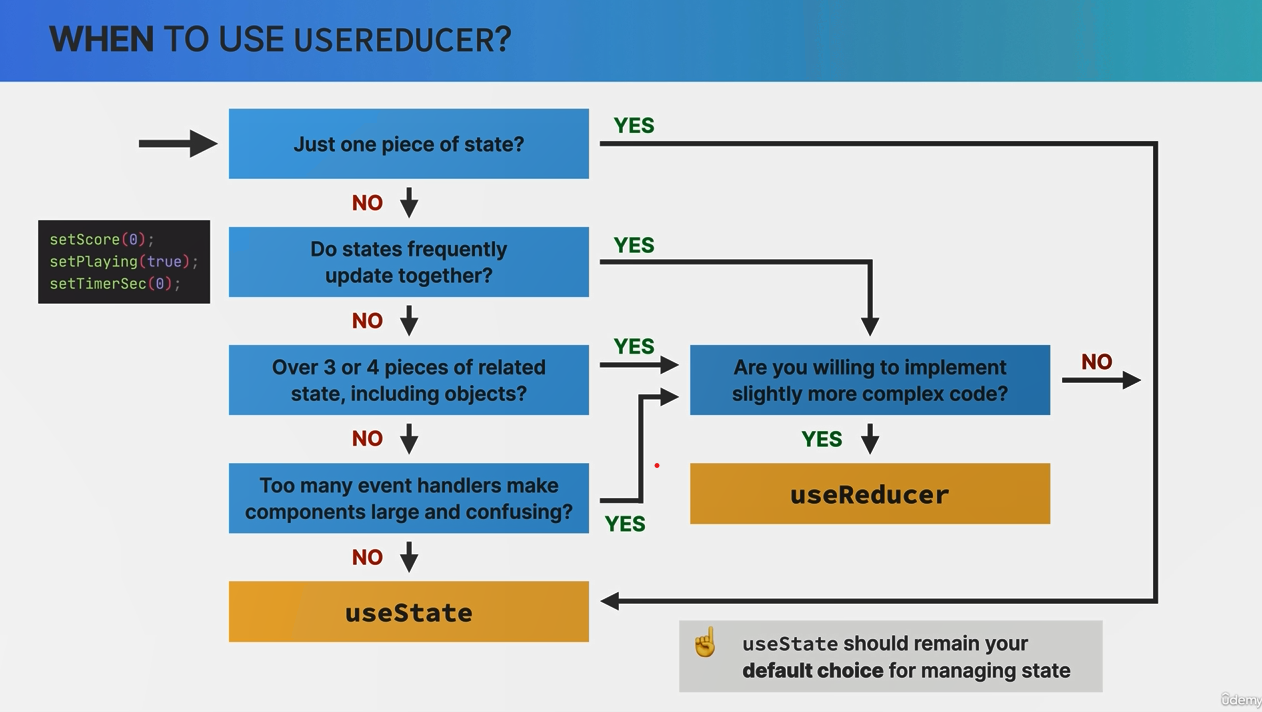 WHEN TO USE USEREDUCER?
Just one piece of state?
YES
NO
setScore(0);
setPlaying(true);
setTimerSec(0);
Do states frequently
update together?
YES
NO
Over 3 or 4 pieces of related
state, including objects?
YES
Are you willing to implement
slightly more complex code?
NO
NO
YES
Too many event handlers make
components large and confusing?
YES
useReducer
NO
useState
useState should remain your
default choice for managing state
ûdemy